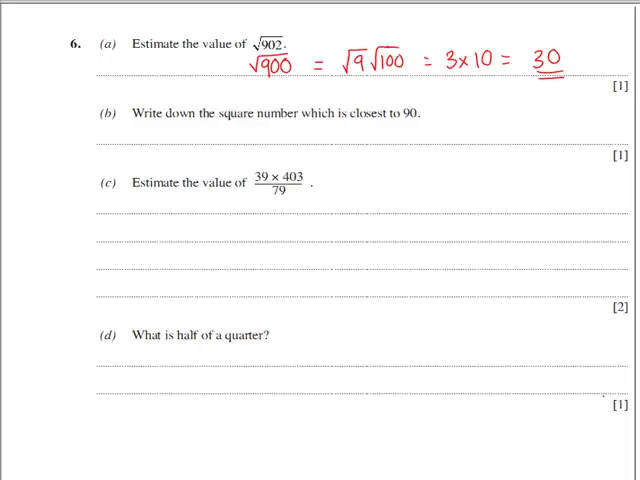 6. (a) Estimate the value of √902.
√900 = √9 √100 = 3 x 10 = 30
[1]
(b) Write down the square number which is closest to 90.
[1]
(c) Estimate the value of 39 × 403 / 79 .
[2]
(d) What is half of a quarter?
[1]